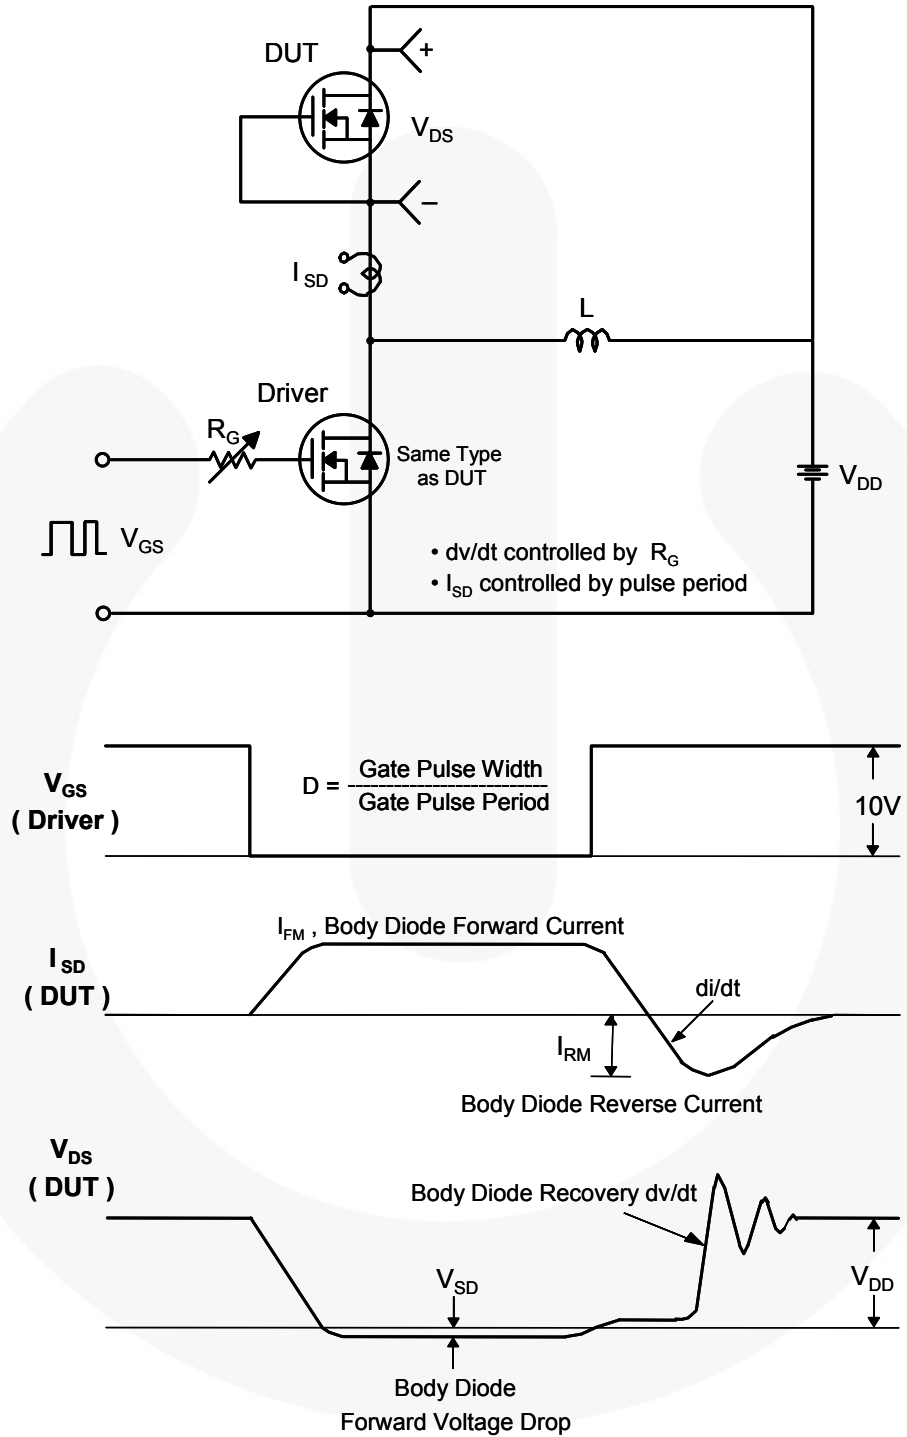 DUT
+
V_DS
−
I_SD
L
Driver
R_G
Same Type
as DUT
V_DD
V_GS
• dv/dt controlled by R_G
• I_SD controlled by pulse period
V_GS
( Driver )
D = Gate Pulse Width
Gate Pulse Period
10V
I_FM , Body Diode Forward Current
I_SD
( DUT )
di/dt
I_RM
Body Diode Reverse Current
V_DS
( DUT )
Body Diode Recovery dv/dt
V_SD
V_DD
Body Diode
Forward Voltage Drop